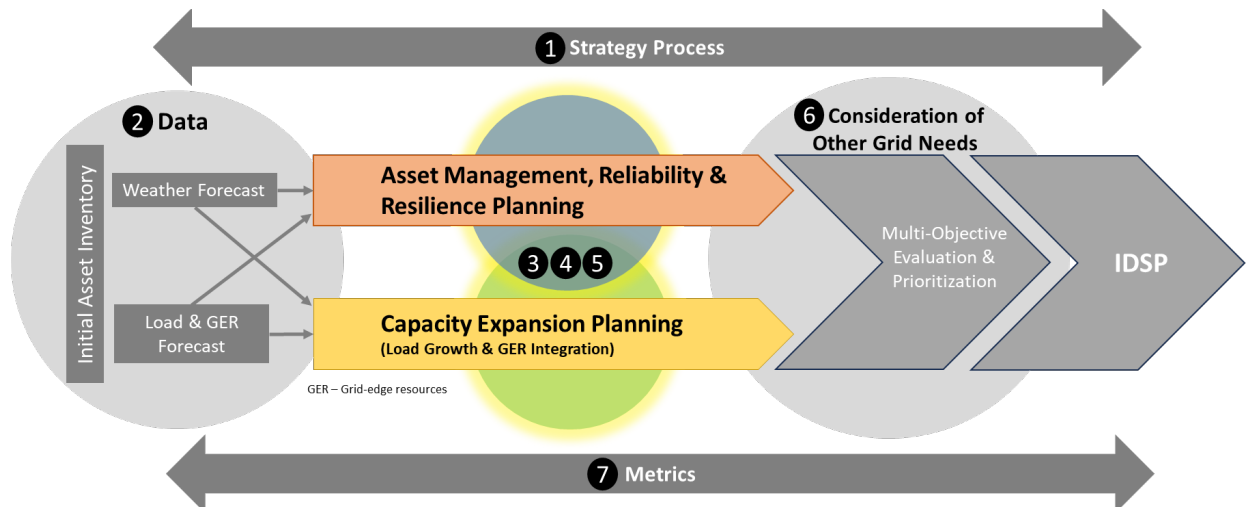 1 Strategy Process
2 Data
6 Consideration of
Other Grid Needs
Initial Asset Inventory
Weather Forecast
Load & GER
Forecast
Asset Management, Reliability &
Resilience Planning
3 4 5
Capacity Expansion Planning
(Load Growth & GER Integration)
GER – Grid-edge resources
Multi-Objective
Evaluation &
Prioritization
IDSP
7 Metrics